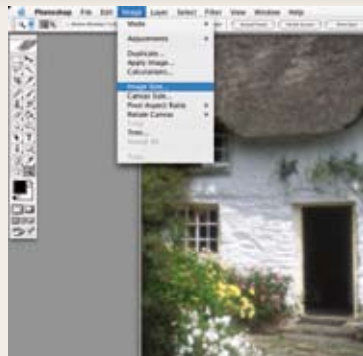 Photoshop File Edit Image Layer Select Filter View Window Help
Mode
Adjustments
Duplicate...
Apply Image...
Calculations...
Image Size...
Canvas Size...
Pixel Aspect Ratio
Rotate Canvas
Crop
Trim...
Reveal All
Trap...